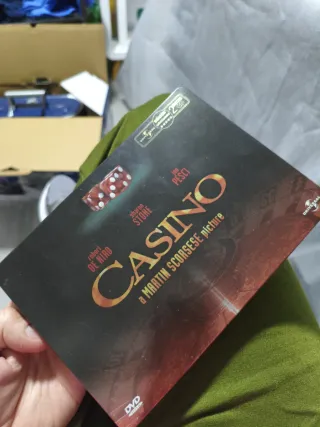 robert
DE NIRO
sharon
STONE
joe
PESCI
CASINO
a MARTIN SCORSESE picture
DVD